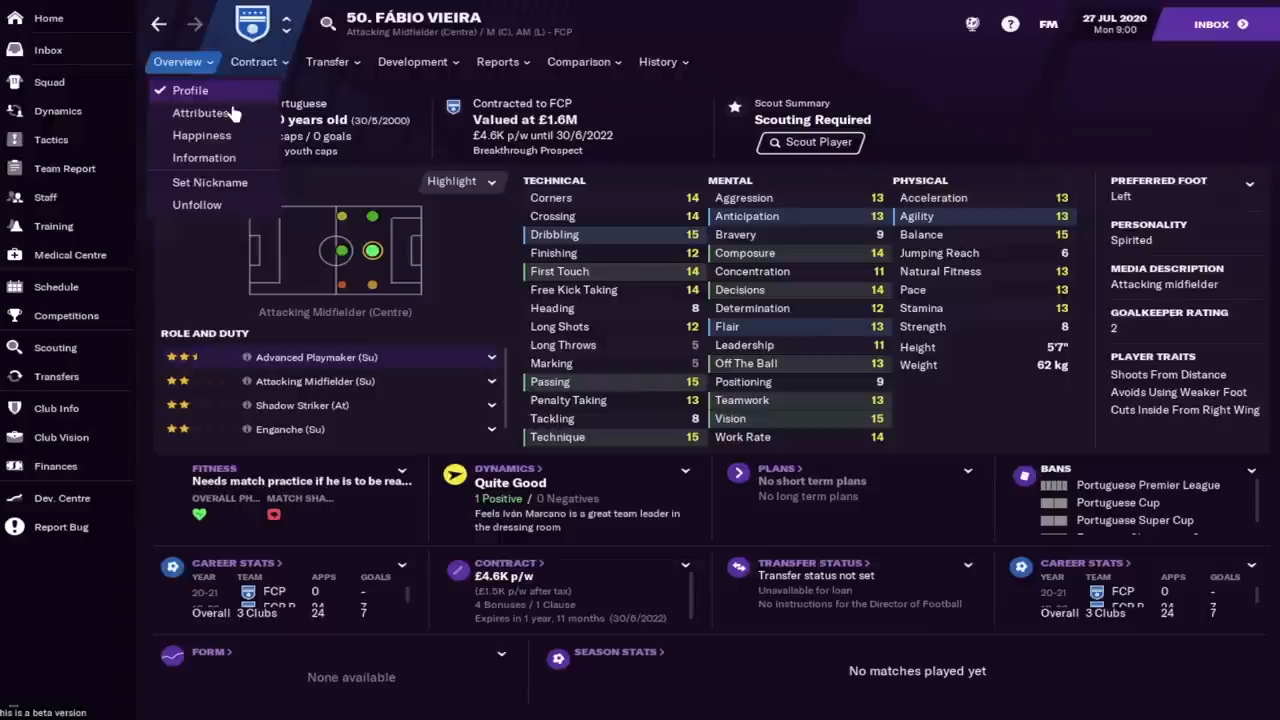 Home
Inbox
Squad
Dynamics
Tactics
Team Report
Staff
Training
Medical Centre
Schedule
Competitions
Scouting
Transfers
Club Info
Club Vision
Finances
Dev. Centre
Report Bug
his is a beta version
50. FÁBIO VIEIRA
Attacking Midfielder (Centre) / M (C), AM (L) - FCP
FM
27 JUL 2020
Mon 9:00
INBOX
Overview
Contract
Transfer
Development
Reports
Comparison
History
Profile
Attributes
Happiness
Information
Set Nickname
Unfollow
rtuguese
0 years old (30/5/2000)
caps / 0 goals
youth caps
Contracted to FCP
Valued at £1.6M
£4.6K p/w until 30/6/2022
Breakthrough Prospect
Scout Summary
Scouting Required
Scout Player
Highlight
Attacking Midfielder (Centre)
ROLE AND DUTY
Advanced Playmaker (Su)
Attacking Midfielder (Su)
Shadow Striker (At)
Enganche (Su)
TECHNICAL
Corners 14
Crossing 14
Dribbling 15
Finishing 12
First Touch 14
Free Kick Taking 14
Heading 8
Long Shots 12
Long Throws 5
Marking 5
Passing 15
Penalty Taking 13
Tackling 8
Technique 15
MENTAL
Aggression 13
Anticipation 13
Bravery 9
Composure 14
Concentration 11
Decisions 14
Determination 12
Flair 13
Leadership 11
Off The Ball 13
Positioning 9
Teamwork 13
Vision 15
Work Rate 14
PHYSICAL
Acceleration 13
Agility 13
Balance 15
Jumping Reach 6
Natural Fitness 13
Pace 13
Stamina 13
Strength 8
Height 5'7"
Weight 62 kg
PREFERRED FOOT
Left
PERSONALITY
Spirited
MEDIA DESCRIPTION
Attacking midfielder
GOALKEEPER RATING
2
PLAYER TRAITS
Shoots From Distance
Avoids Using Weaker Foot
Cuts Inside From Right Wing
FITNESS
Needs match practice if he is to be rea...
OVERALL PH... MATCH SHA...
DYNAMICS >
Quite Good
1 Positive / 0 Negatives
Feels Iván Marcano is a great team leader in
the dressing room
PLANS >
No short term plans
No long term plans
BANS
Portuguese Premier League
Portuguese Cup
Portuguese Super Cup
CAREER STATS >
YEAR TEAM APPS GOALS
20-21 FCP 0 -
Overall 3 Clubs 24 7
CONTRACT >
£4.6K p/w
(£1.5K p/w after tax)
4 Bonuses / 1 Clause
Expires in 1 year, 11 months (30/6/2022)
TRANSFER STATUS >
Transfer status not set
Unavailable for loan
No instructions for the Director of Football
CAREER STATS >
YEAR TEAM APPS GOALS
20-21 FCP 0 -
Overall 3 Clubs 24 7
FORM >
None available
SEASON STATS >
No matches played yet